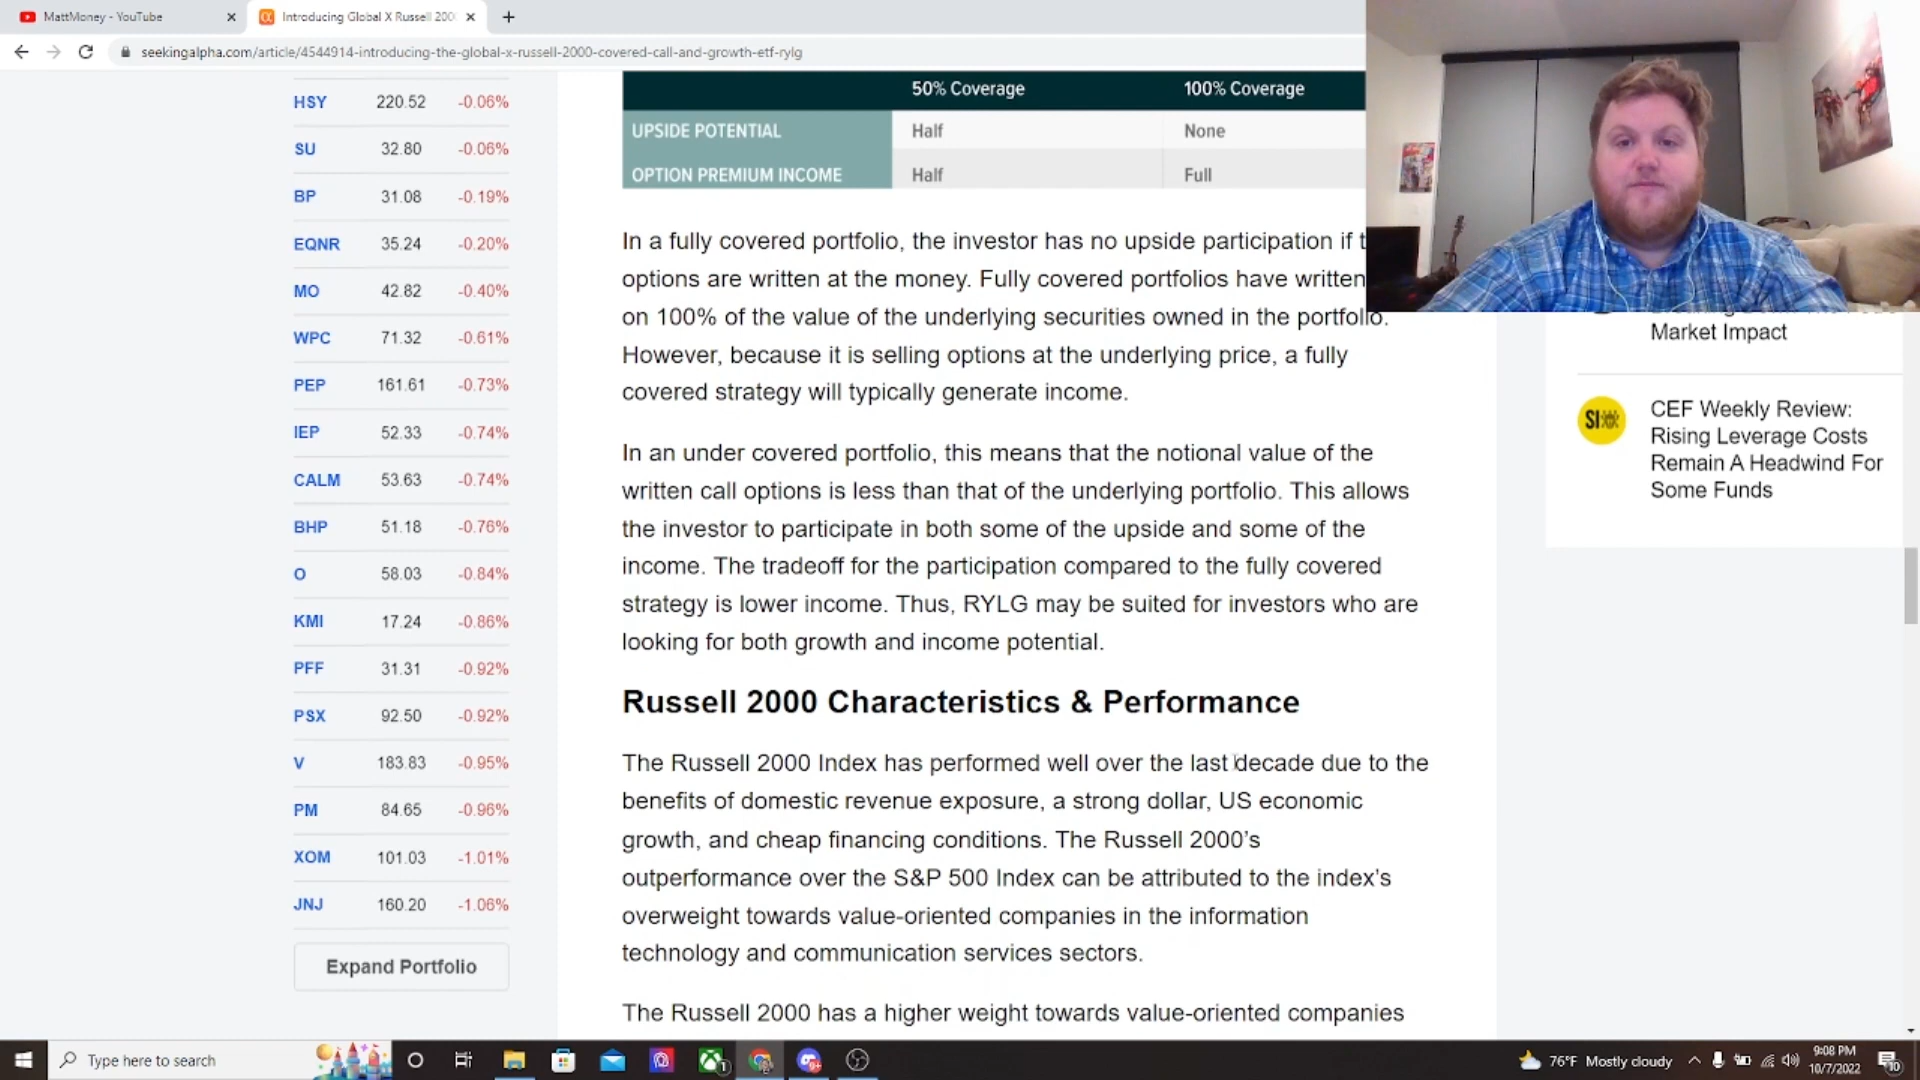 MattMoney - YouTube
Introducing Global X Russell 200
seekingalpha.com/article/4544914-introducing-the-global-x-russell-2000-covered-call-and-growth-etf-rylg
HSY 220.52 -0.06%
SU 32.80 -0.06%
BP 31.08 -0.19%
EQNR 35.24 -0.20%
MO 42.82 -0.40%
WPC 71.32 -0.61%
PEP 161.61 -0.73%
IEP 52.33 -0.74%
CALM 53.63 -0.74%
BHP 51.18 -0.76%
O 58.03 -0.84%
KMI 17.24 -0.86%
PFF 31.31 -0.92%
PSX 92.50 -0.92%
V 183.83 -0.95%
PM 84.65 -0.96%
XOM 101.03 -1.01%
JNJ 160.20 -1.06%
Expand Portfolio
50% Coverage 100% Coverage
UPSIDE POTENTIAL Half None
OPTION PREMIUM INCOME Half Full
In a fully covered portfolio, the investor has no upside participation if t
options are written at the money. Fully covered portfolios have written
on 100% of the value of the underlying securities owned in the portfolio.
However, because it is selling options at the underlying price, a fully
covered strategy will typically generate income.
In an under covered portfolio, this means that the notional value of the
written call options is less than that of the underlying portfolio. This allows
the investor to participate in both some of the upside and some of the
income. The tradeoff for the participation compared to the fully covered
strategy is lower income. Thus, RYLG may be suited for investors who are
looking for both growth and income potential.
Russell 2000 Characteristics & Performance
The Russell 2000 Index has performed well over the last decade due to the
benefits of domestic revenue exposure, a strong dollar, US economic
growth, and cheap financing conditions. The Russell 2000's
outperformance over the S&P 500 Index can be attributed to the index's
overweight towards value-oriented companies in the information
technology and communication services sectors.
The Russell 2000 has a higher weight towards value-oriented companies
Market Impact
SI
CEF Weekly Review:
Rising Leverage Costs
Remain A Headwind For
Some Funds
Type here to search
76°F Mostly cloudy
9:08 PM
10/7/2022
10